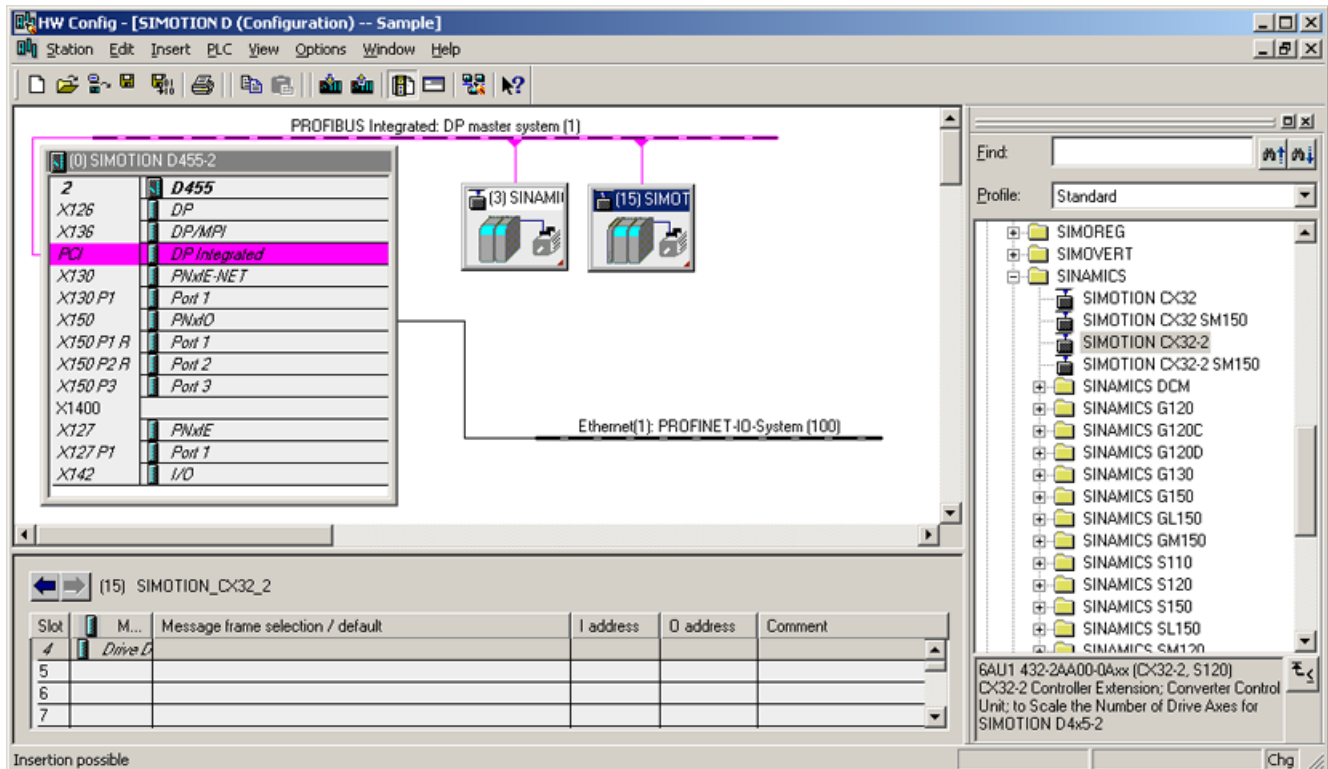 HW Config - [SIMOTION D (Configuration) -- Sample]
Station Edit Insert PLC View Options Window Help
PROFIBUS Integrated: DP master system (1)
(0) SIMOTION D455-2
2 D455
X126 DP
X136 DP/MPI
PCI DP Integrated
X130 PNxIE-NET
X130 P1 Port 1
X150 PNxIO
X150 P1 R Port 1
X150 P2 R Port 2
X150 P3 Port 3
X1400
X127 PNxIE
X127 P1 Port 1
X142 I/O
(3) SINAMI
(15) SIMOT
Ethernet(1): PROFINET-IO-System (100)
(15) SIMOTION_CX32_2
Slot M... Message frame selection / default I address O address Comment
4 Drive D
5
6
7
Find:
Profile: Standard
SIMOREG
SIMOVERT
SINAMICS
SIMOTION CX32
SIMOTION CX32 SM150
SIMOTION CX32-2
SIMOTION CX32-2 SM150
SINAMICS DCM
SINAMICS G120
SINAMICS G120C
SINAMICS G120D
SINAMICS G130
SINAMICS G150
SINAMICS GL150
SINAMICS GM150
SINAMICS S110
SINAMICS S120
SINAMICS S150
SINAMICS SL150
SINAMICS SM120
6AU1 432-2AA00-0Axx (CX32-2, S120)
CX32-2 Controller Extension; Converter Control
Unit; to Scale the Number of Drive Axes for
SIMOTION D4x5-2
Insertion possible
Chg